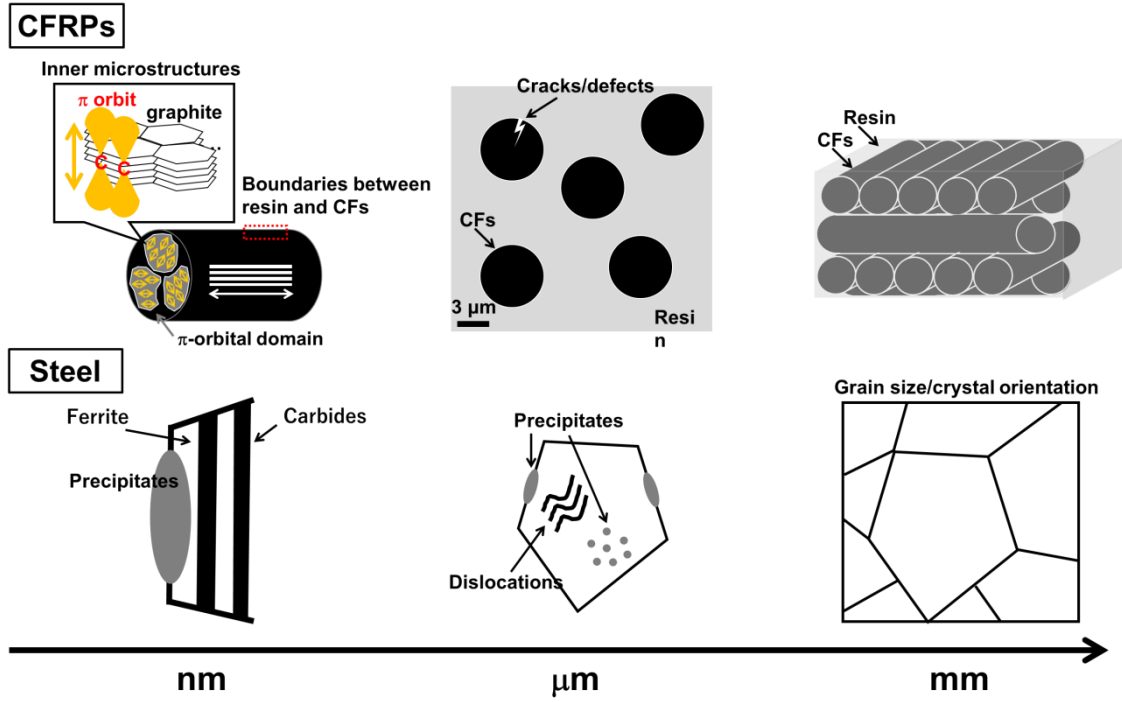 CFRPs
Inner microstructures
π orbit
graphite
C
C
Boundaries between
resin and CFs
π-orbital domain
Cracks/defects
CFs
3 µm
Resi
n
Resin
CFs
Steel
Ferrite
Carbides
Precipitates
Precipitates
Dislocations
Grain size/crystal orientation
nm
µm
mm